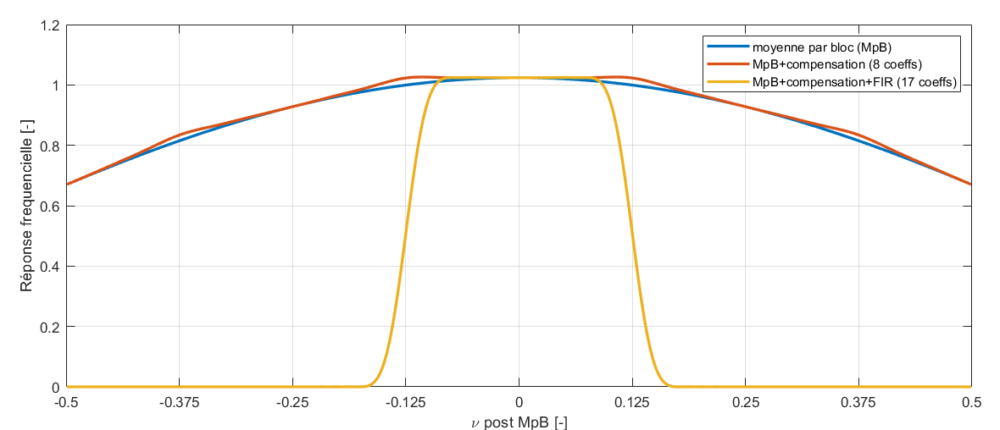 1.2
1
0.8
0.6
0.4
0.2
0
Réponse frequencielle [-]
moyenne par bloc (MpB)
MpB+compensation (8 coeffs)
MpB+compensation+FIR (17 coeffs)
-0.5 -0.375 -0.25 -0.125 0 0.125 0.25 0.375 0.5
ν post MpB [-]